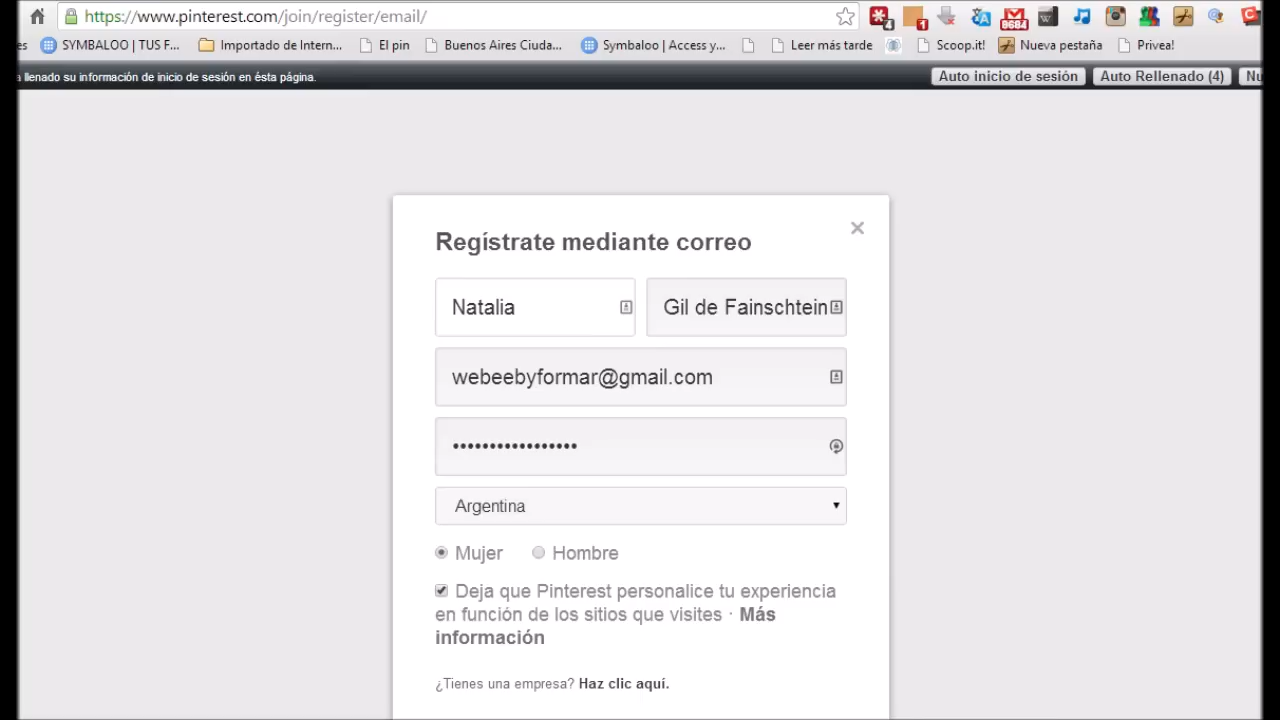 https://www.pinterest.com/join/register/email/
4
1
8684
es
SYMBALOO | TUS F...
Importado de Intern...
El pin
Buenos Aires Ciuda...
Symbaloo | Access y...
Leer más tarde
Scoop.it!
Nueva pestaña
Privea!
a llenado su información de inicio de sesión en ésta página.
Auto inicio de sesión
Auto Rellenado (4)
Nu
Regístrate mediante correo
Natalia
Gil de Fainschtein
webeebyformar@gmail.com
•••••••••••••••••
Argentina
Mujer
Hombre
Deja que Pinterest personalice tu experiencia
en función de los sitios que visites · Más
información
¿Tienes una empresa? Haz clic aquí.